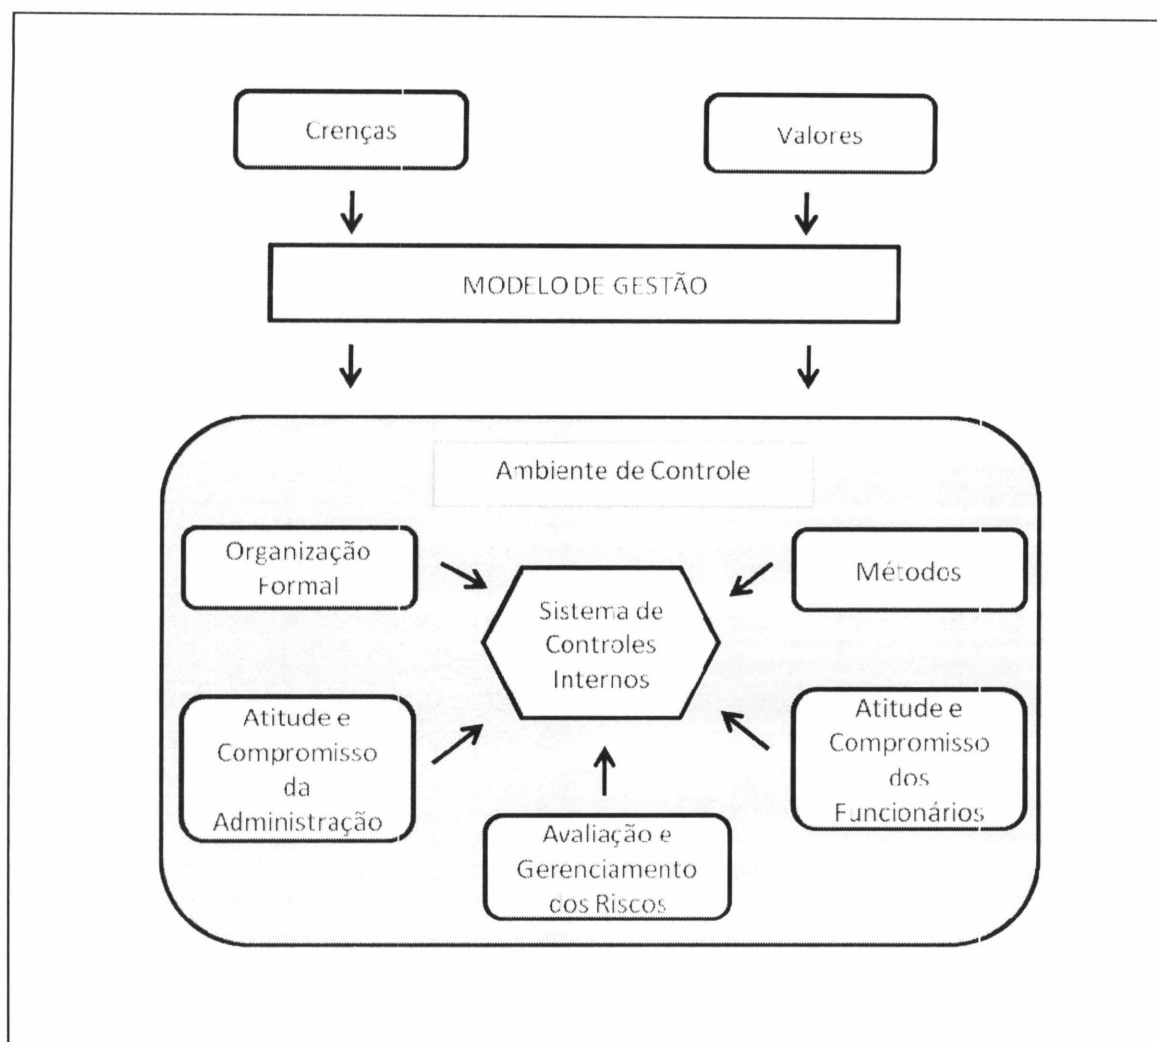 Crenças
Valores
MODELO DE GESTÃO
Ambiente de Controle
Organização
Formal
Métodos
Sistema de
Controles
Internos
Atitude e
Compromisso
da
Administração
Atitude e
Compromisso
dos
Funcionários
Avaliação e
Gerenciamento
dos Riscos